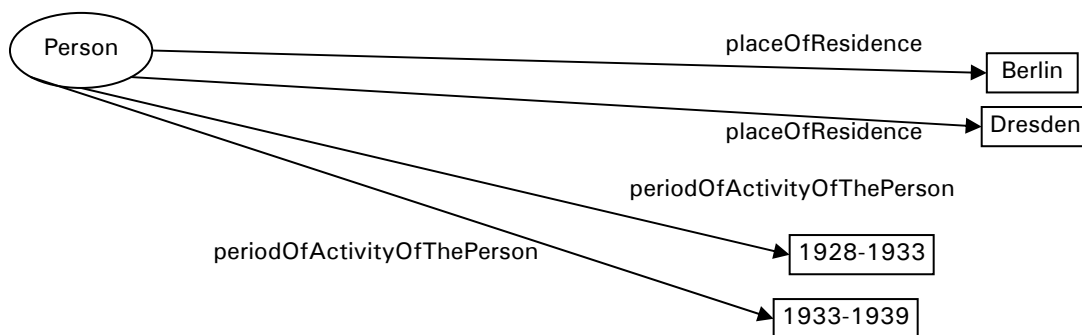 Person
placeOfResidence
Berlin
Dresden
placeOfResidence
periodOfActivityOfThePerson
periodOfActivityOfThePerson
1928-1933
1933-1939